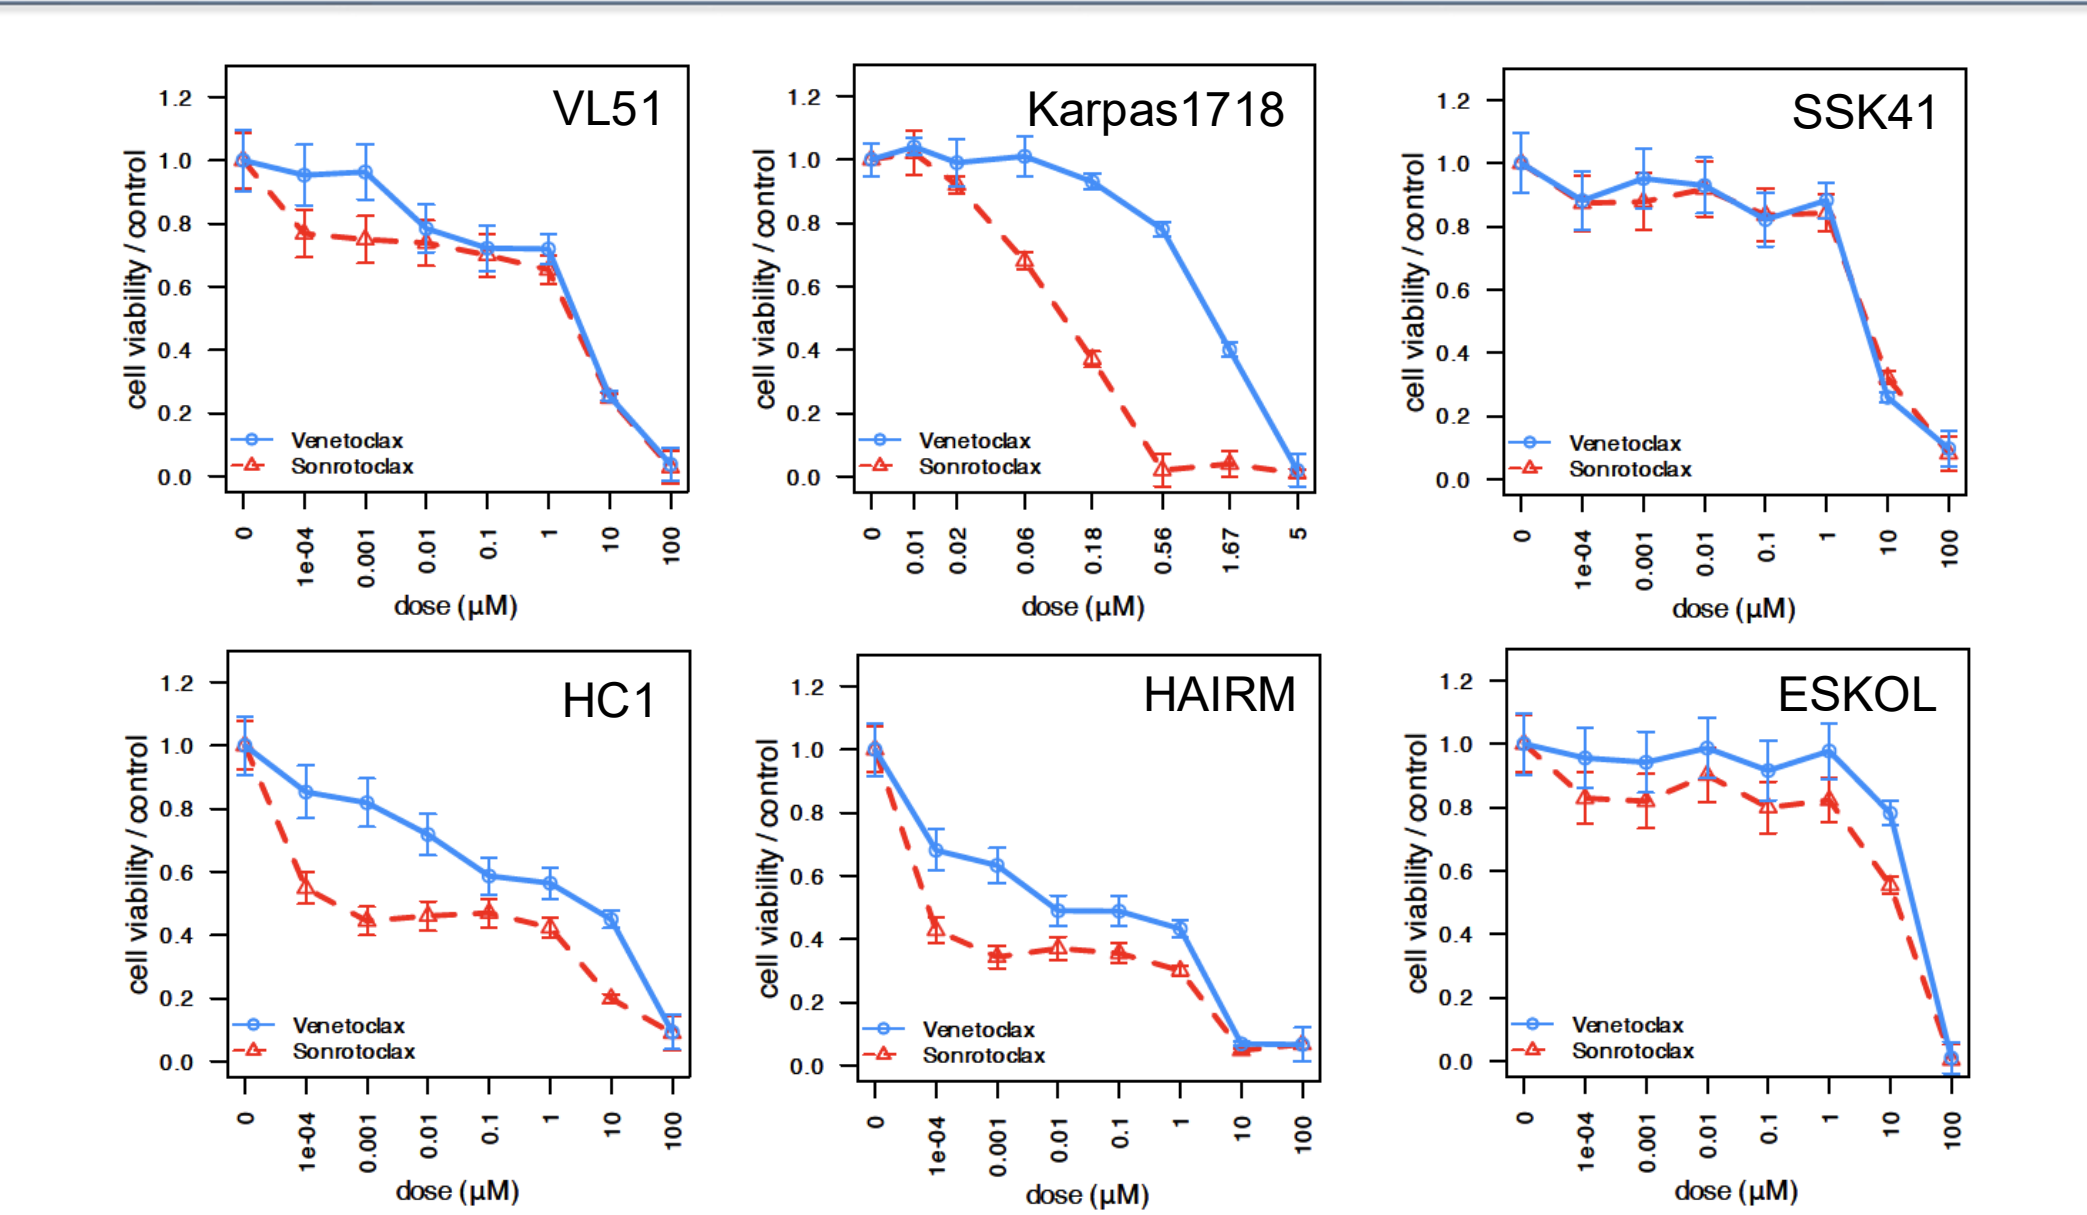 VL51
cell viability / control
1.2
1.0
0.8
0.6
0.4
0.2
0.0
Venetoclax
Sonrotoclax
0 1e-04 0.001 0.01 0.1 1 10 100
dose (µM)
Karpas1718
cell viability / control
1.2
1.0
0.8
0.6
0.4
0.2
0.0
Venetoclax
Sonrotoclax
0 0.01 0.02 0.06 0.18 0.56 1.67 5
dose (µM)
SSK41
cell viability / control
1.2
1.0
0.8
0.6
0.4
0.2
0.0
Venetoclax
Sonrotoclax
0 1e-04 0.001 0.01 0.1 1 10 100
dose (µM)
HC1
cell viability / control
1.2
1.0
0.8
0.6
0.4
0.2
0.0
Venetoclax
Sonrotoclax
0 1e-04 0.001 0.01 0.1 1 10 100
dose (µM)
HAIRM
cell viability / control
1.2
1.0
0.8
0.6
0.4
0.2
0.0
Venetoclax
Sonrotoclax
0 1e-04 0.001 0.01 0.1 1 10 100
dose (µM)
ESKOL
cell viability / control
1.2
1.0
0.8
0.6
0.4
0.2
0.0
Venetoclax
Sonrotoclax
0 1e-04 0.001 0.01 0.1 1 10 100
dose (µM)